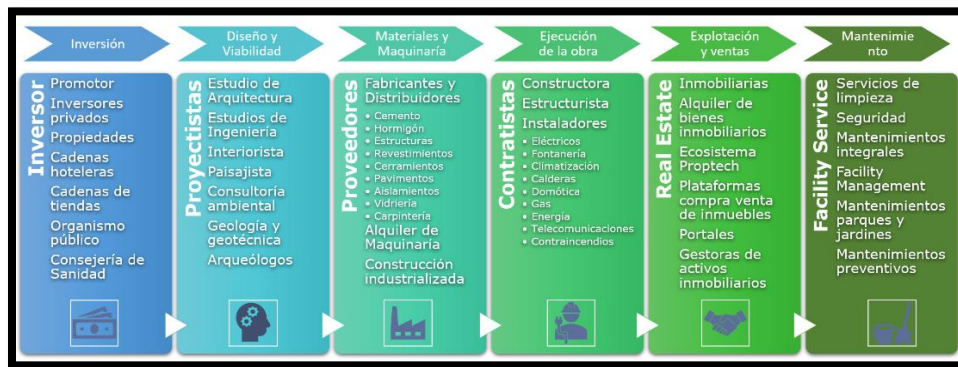 Inversión
Diseño y
Viabilidad
Materiales y
Maquinaría
Ejecución
de la obra
Explotación
y ventas
Mantenimie
nto
Inversor
Promotor
Inversores
privados
Propiedades
Cadenas
hoteleras
Cadenas de
tiendas
Organismo
público
Consejería de
Sanidad
Proyectistas
Estudio de
Arquitectura
Estudios de
Ingeniería
Interiorista
Paisajista
Consultoría
ambiental
Geología y
geotécnica
Arqueólogos
Proveedores
Fabricantes y
Distribuidores
• Cemento
• Hormigón
• Estructuras
• Revestimientos
• Cerramientos
• Pavimentos
• Aislamientos
• Vidriería
• Carpintería
Alquiler de
Maquinaría
Construcción
industrializada
Contratistas
Constructora
Estructurista
Instaladores
• Eléctricos
• Fontanería
• Climatización
• Calderas
• Domótica
• Gas
• Energía
• Telecomunicaciones
• Contraincendios
Real Estate
Inmobiliarias
Alquiler de
bienes
inmobiliarios
Ecosistema
Proptech
Plataformas
compra venta
de inmuebles
Portales
Gestoras de
activos
inmobiliarios
Facility Service
Servicios de
limpieza
Seguridad
Mantenimientos
integrales
Facility
Management
Mantenimientos
parques y
jardines
Mantenimientos
preventivos